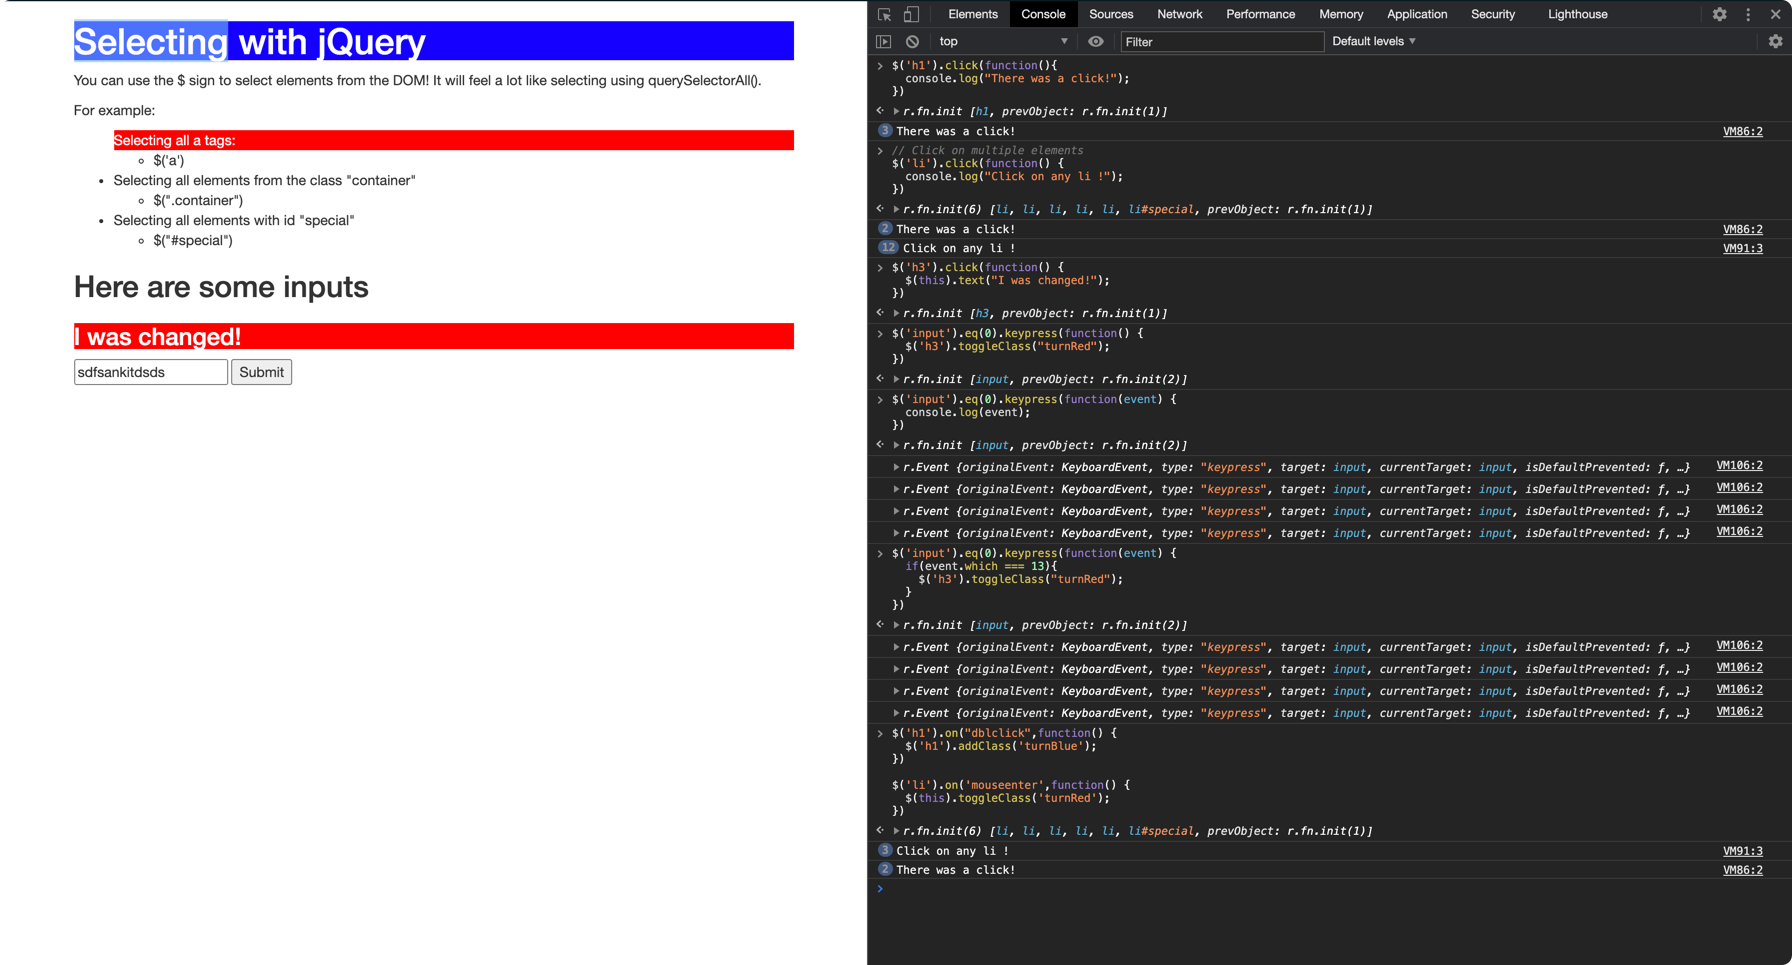 Selecting with jQuery
You can use the $ sign to select elements from the DOM! It will feel a lot like selecting using querySelectorAll().
For example:
Selecting all a tags:
$('a')
Selecting all elements from the class "container"
$(".container")
Selecting all elements with id "special"
$("#special")
Here are some inputs
I was changed!
sdfsankitdsds Submit
Elements Console Sources Network Performance Memory Application Security Lighthouse
top Filter Default levels
$('h1').click(function(){
console.log("There was a click!");
})
r.fn.init [h1, prevObject: r.fn.init(1)]
3 There was a click! VM86:2
// Click on multiple elements
$('li').click(function() {
console.log("Click on any li !");
})
r.fn.init(6) [li, li, li, li, li, li#special, prevObject: r.fn.init(1)]
2 There was a click! VM86:2
12 Click on any li ! VM91:3
$('h3').click(function() {
$(this).text("I was changed!");
})
r.fn.init [h3, prevObject: r.fn.init(1)]
$('input').eq(0).keypress(function() {
$('h3').toggleClass("turnRed");
})
r.fn.init [input, prevObject: r.fn.init(2)]
$('input').eq(0).keypress(function(event) {
console.log(event);
})
r.fn.init [input, prevObject: r.fn.init(2)]
r.Event {originalEvent: KeyboardEvent, type: "keypress", target: input, currentTarget: input, isDefaultPrevented: ƒ, …} VM106:2
r.Event {originalEvent: KeyboardEvent, type: "keypress", target: input, currentTarget: input, isDefaultPrevented: ƒ, …} VM106:2
r.Event {originalEvent: KeyboardEvent, type: "keypress", target: input, currentTarget: input, isDefaultPrevented: ƒ, …} VM106:2
r.Event {originalEvent: KeyboardEvent, type: "keypress", target: input, currentTarget: input, isDefaultPrevented: ƒ, …} VM106:2
$('input').eq(0).keypress(function(event) {
if(event.which === 13){
$('h3').toggleClass("turnRed");
}
})
r.fn.init [input, prevObject: r.fn.init(2)]
r.Event {originalEvent: KeyboardEvent, type: "keypress", target: input, currentTarget: input, isDefaultPrevented: ƒ, …} VM106:2
r.Event {originalEvent: KeyboardEvent, type: "keypress", target: input, currentTarget: input, isDefaultPrevented: ƒ, …} VM106:2
r.Event {originalEvent: KeyboardEvent, type: "keypress", target: input, currentTarget: input, isDefaultPrevented: ƒ, …} VM106:2
r.Event {originalEvent: KeyboardEvent, type: "keypress", target: input, currentTarget: input, isDefaultPrevented: ƒ, …} VM106:2
$('h1').on("dblclick",function() {
$('h1').addClass('turnBlue');
})
$('li').on('mouseenter',function() {
$(this).toggleClass('turnRed');
})
r.fn.init(6) [li, li, li, li, li, li#special, prevObject: r.fn.init(1)]
3 Click on any li ! VM91:3
2 There was a click! VM86:2